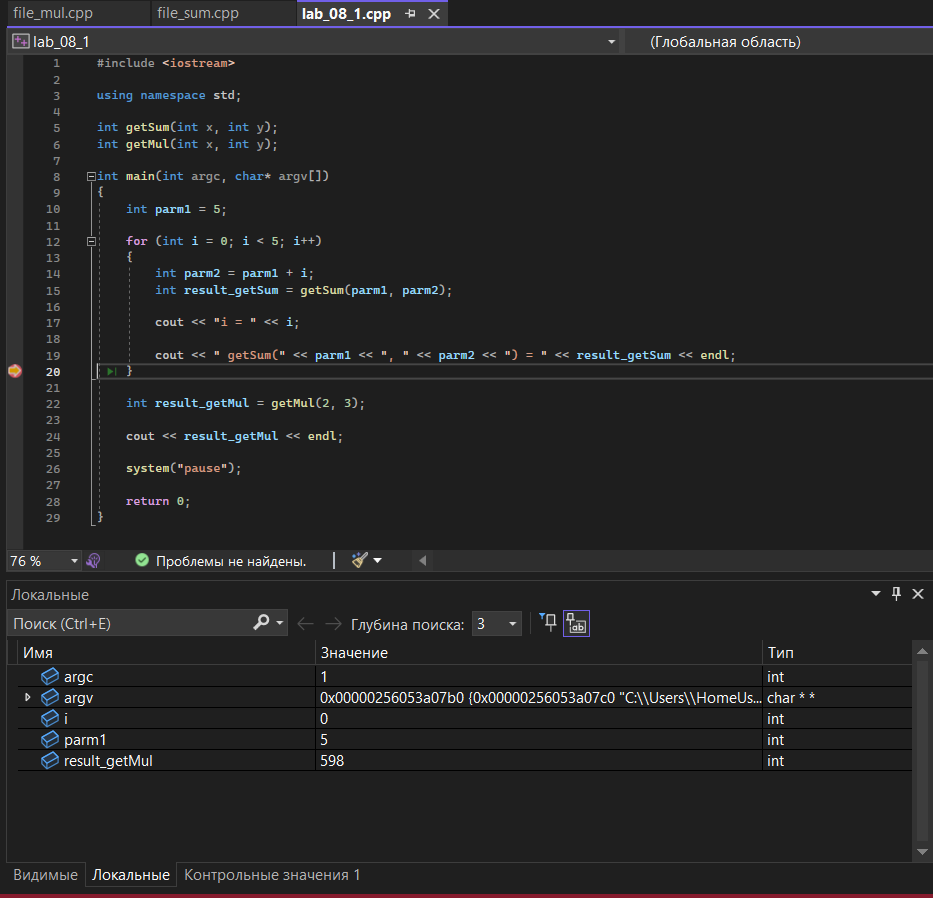 file_mul.cpp file_sum.cpp lab_08_1.cpp
lab_08_1 (Глобальная область)
1 #include <iostream>
2
3 using namespace std;
4
5 int getSum(int x, int y);
6 int getMul(int x, int y);
7
8 int main(int argc, char* argv[])
9 {
10 int parm1 = 5;
11
12 for (int i = 0; i < 5; i++)
13 {
14 int parm2 = parm1 + i;
15 int result_getSum = getSum(parm1, parm2);
16
17 cout << "i = " << i;
18
19 cout << " getSum(" << parm1 << ", " << parm2 << ") = " << result_getSum << endl;
20 }
21
22 int result_getMul = getMul(2, 3);
23
24 cout << result_getMul << endl;
25
26 system("pause");
27
28 return 0;
29 }
76 % Проблемы не найдены.
Локальные
Поиск (Ctrl+E) Глубина поиска: 3
Имя Значение Тип
argc 1 int
argv 0x00000256053a07b0 {0x00000256053a07c0 "C:\\Users\\HomeUs... char * *
i 0 int
parm1 5 int
result_getMul 598 int
Видимые Локальные Контрольные значения 1